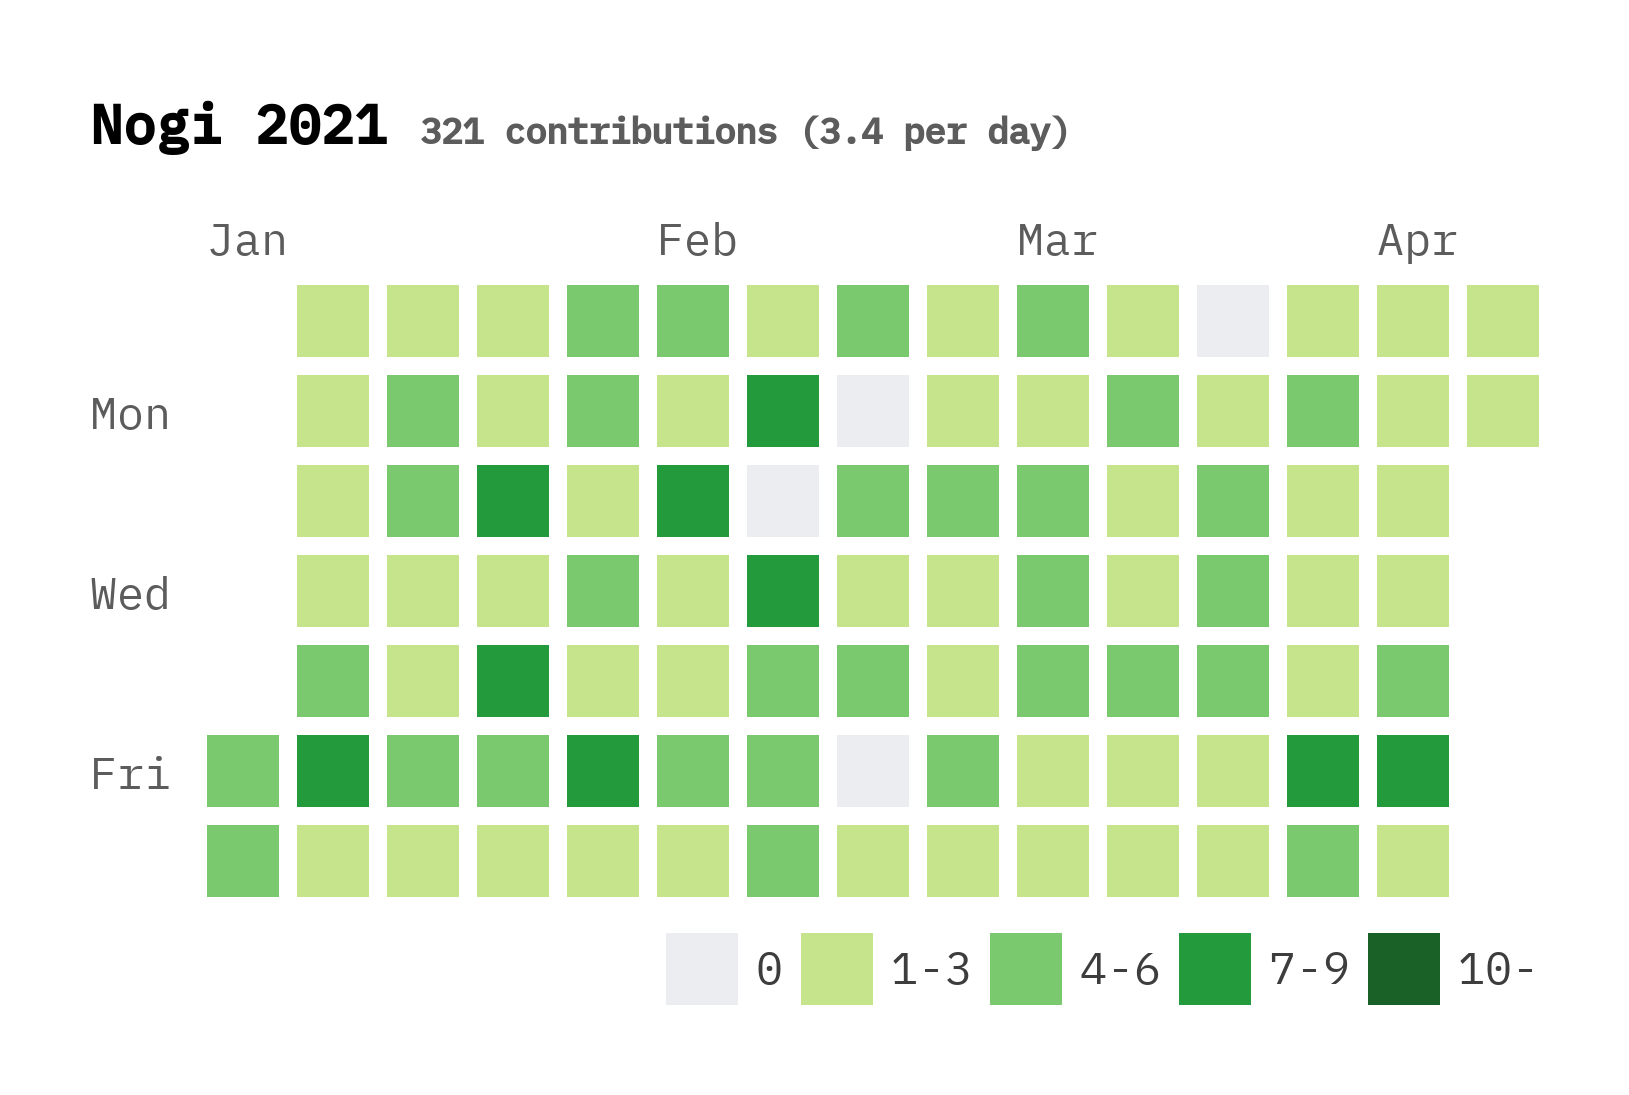 Nogi 2021 321 contributions (3.4 per day)
Jan Feb Mar Apr
Mon
Wed
Fri
0 1-3 4-6 7-9 10-